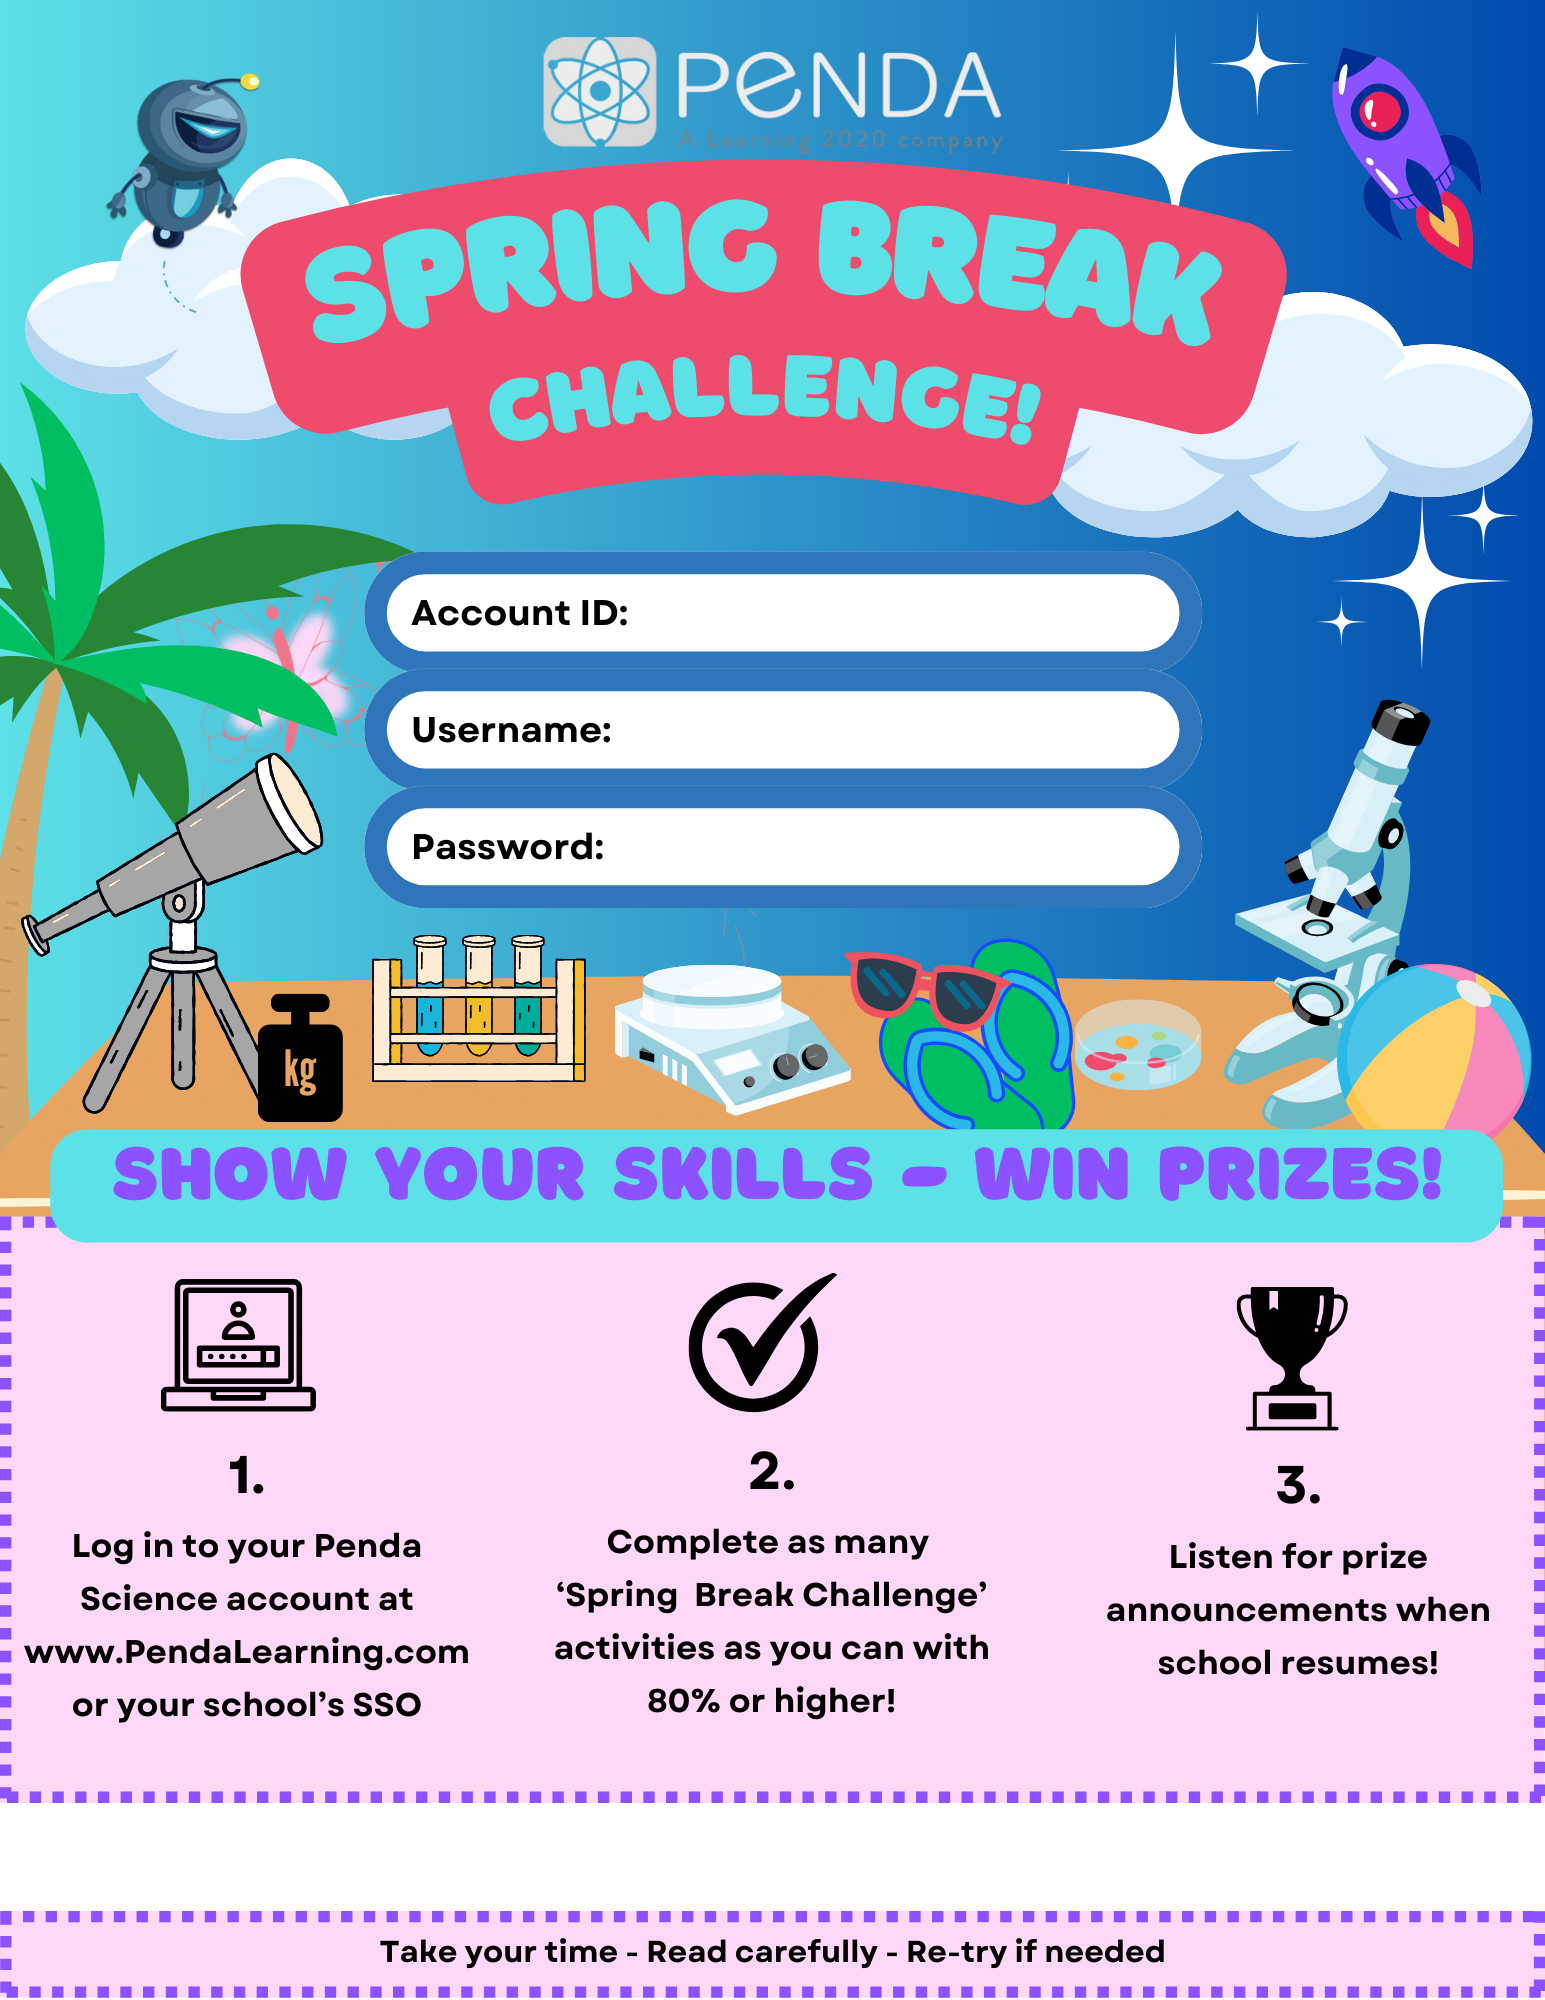 PENDA
A Learning 2020 company
SPRING BREAK
CHALLENGE!
Account ID:
Username:
Password:
kg
SHOW YOUR SKILLS - WIN PRIZES!
1.
Log in to your Penda
Science account at
www.PendaLearning.com
or your school's SSO
2.
Complete as many
‘Spring Break Challenge’
activities as you can with
80% or higher!
3.
Listen for prize
announcements when
school resumes!
Take your time - Read carefully - Re-try if needed